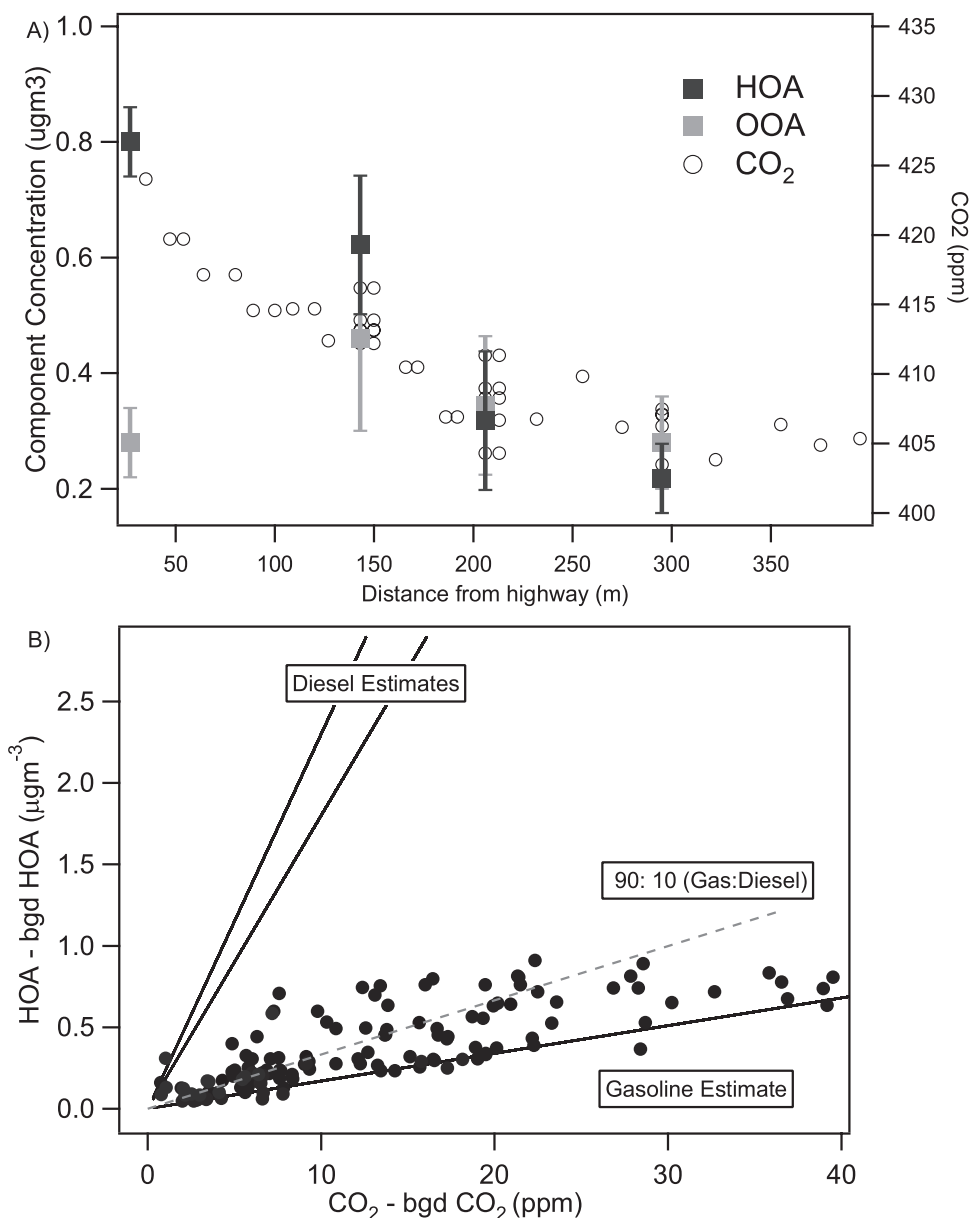 A)
Component Concentration (ugm3)
1.0
0.8
0.6
0.4
0.2
HOA
OOA
CO2
435
430
425
420
415
410
405
400
CO2 (ppm)
50 100 150 200 250 300 350
Distance from highway (m)
B)
HOA - bgd HOA (μgm-3)
2.5
2.0
1.5
1.0
0.5
0.0
Diesel Estimates
90: 10 (Gas:Diesel)
Gasoline Estimate
0 10 20 30 40
CO2 - bgd CO2 (ppm)